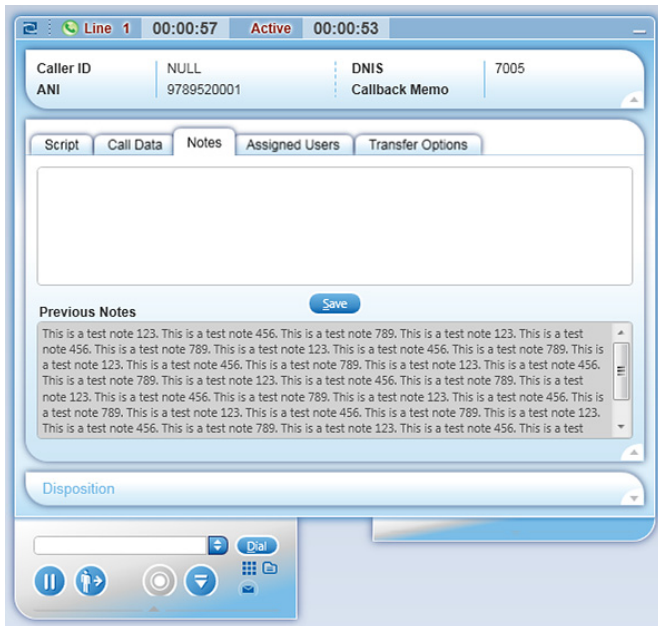 Line 1 00:00:57 Active 00:00:53
Caller ID NULL DNIS 7005
ANI 9789520001 Callback Memo
Script Call Data Notes Assigned Users Transfer Options
Save
Previous Notes
This is a test note 123. This is a test note 456. This is a test note 789. This is a test note 123. This is a test
note 456. This is a test note 789. This is a test note 123. This is a test note 456. This is a test note 789. This is
a test note 123. This is a test note 456. This is a test note 789. This is a test note 123. This is a test note 456.
This is a test note 789. This is a test note 123. This is a test note 456. This is a test note 789. This is a test
note 123. This is a test note 456. This is a test note 789. This is a test note 123. This is a test note 456. This is
a test note 789. This is a test note 123. This is a test note 456. This is a test note 789. This is a test note 123.
This is a test note 456. This is a test note 789. This is a test note 123. This is a test note 456. This is a test
Disposition
Dial